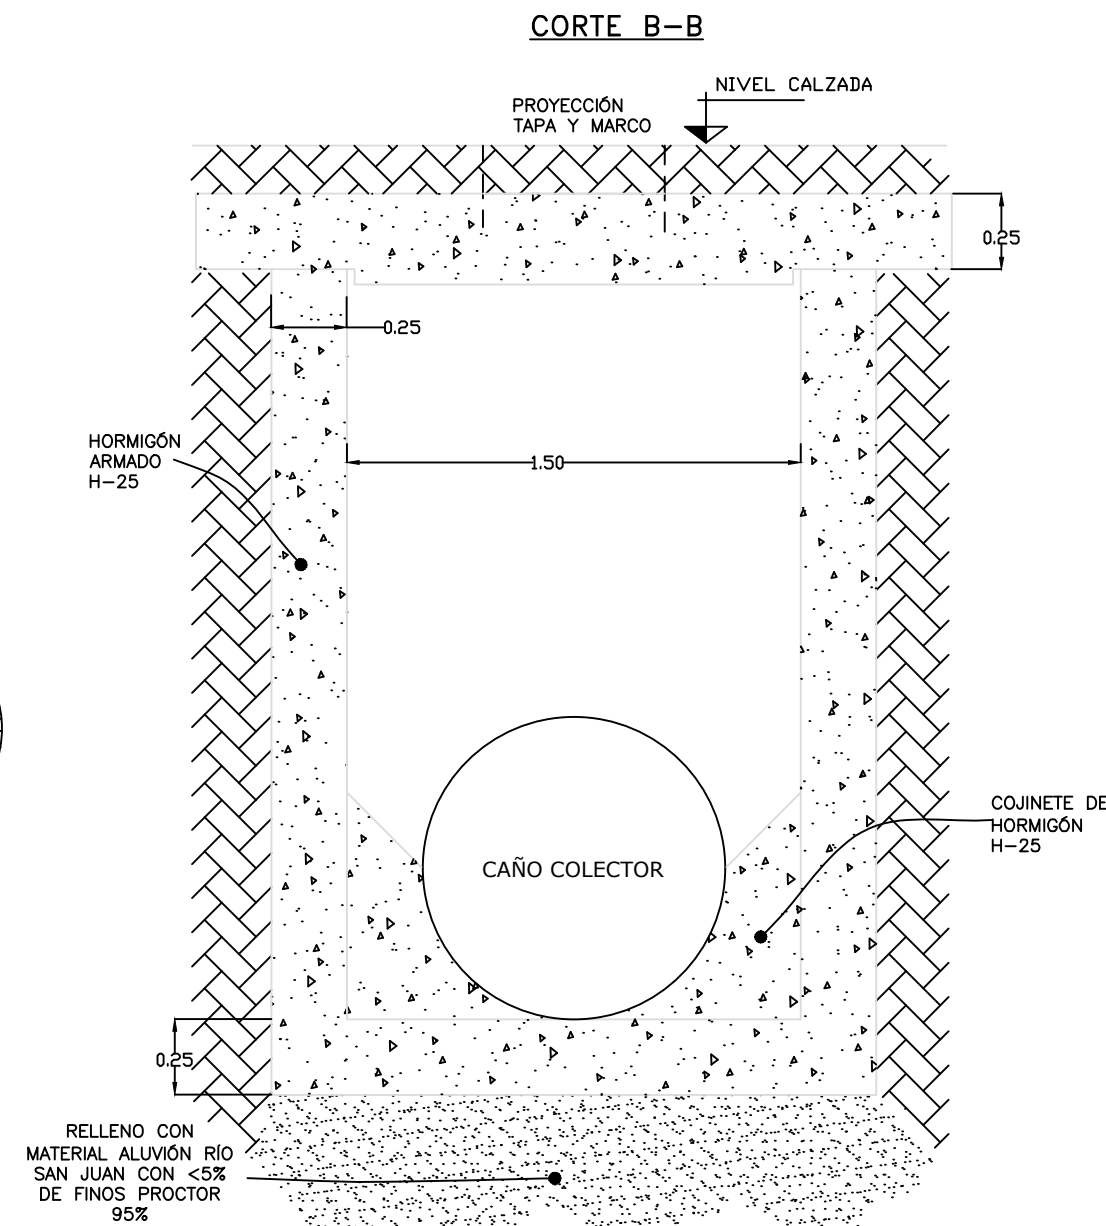 CORTE B-B
NIVEL CALZADA
PROYECCIÓN
TAPA Y MARCO
0.25
0.25
HORMIGÓN
ARMADO
H-25
1.50
COJINETE DE
HORMIGÓN
H-25
CAÑO COLECTOR
0.25
RELLENO CON
MATERIAL ALUVIÓN RÍO
SAN JUAN CON <5%
DE FINOS PROCTOR
95%